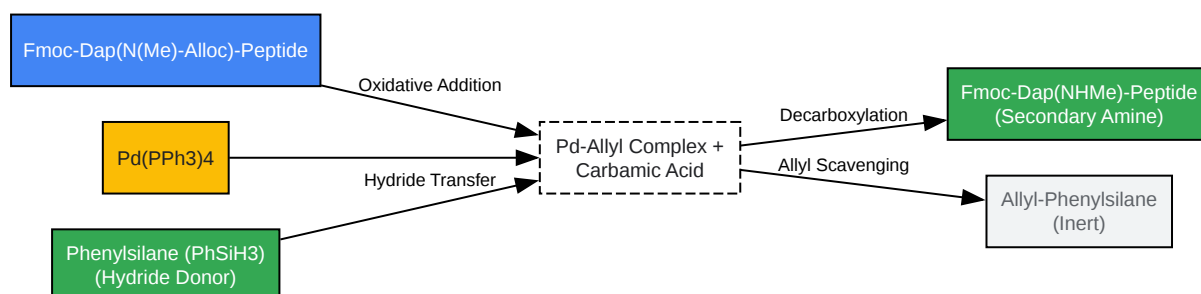 Fmoc-Dap(N(Me)-Alloc)-Peptide
Oxidative Addition
Pd(PPh3)4
Hydride Transfer
Phenylsilane (PhSiH3)
(Hydride Donor)
Pd-Allyl Complex +
Carbamic Acid
Decarboxylation
Allyl Scavenging
Fmoc-Dap(NHMe)-Peptide
(Secondary Amine)
Allyl-Phenylsilane
(Inert)